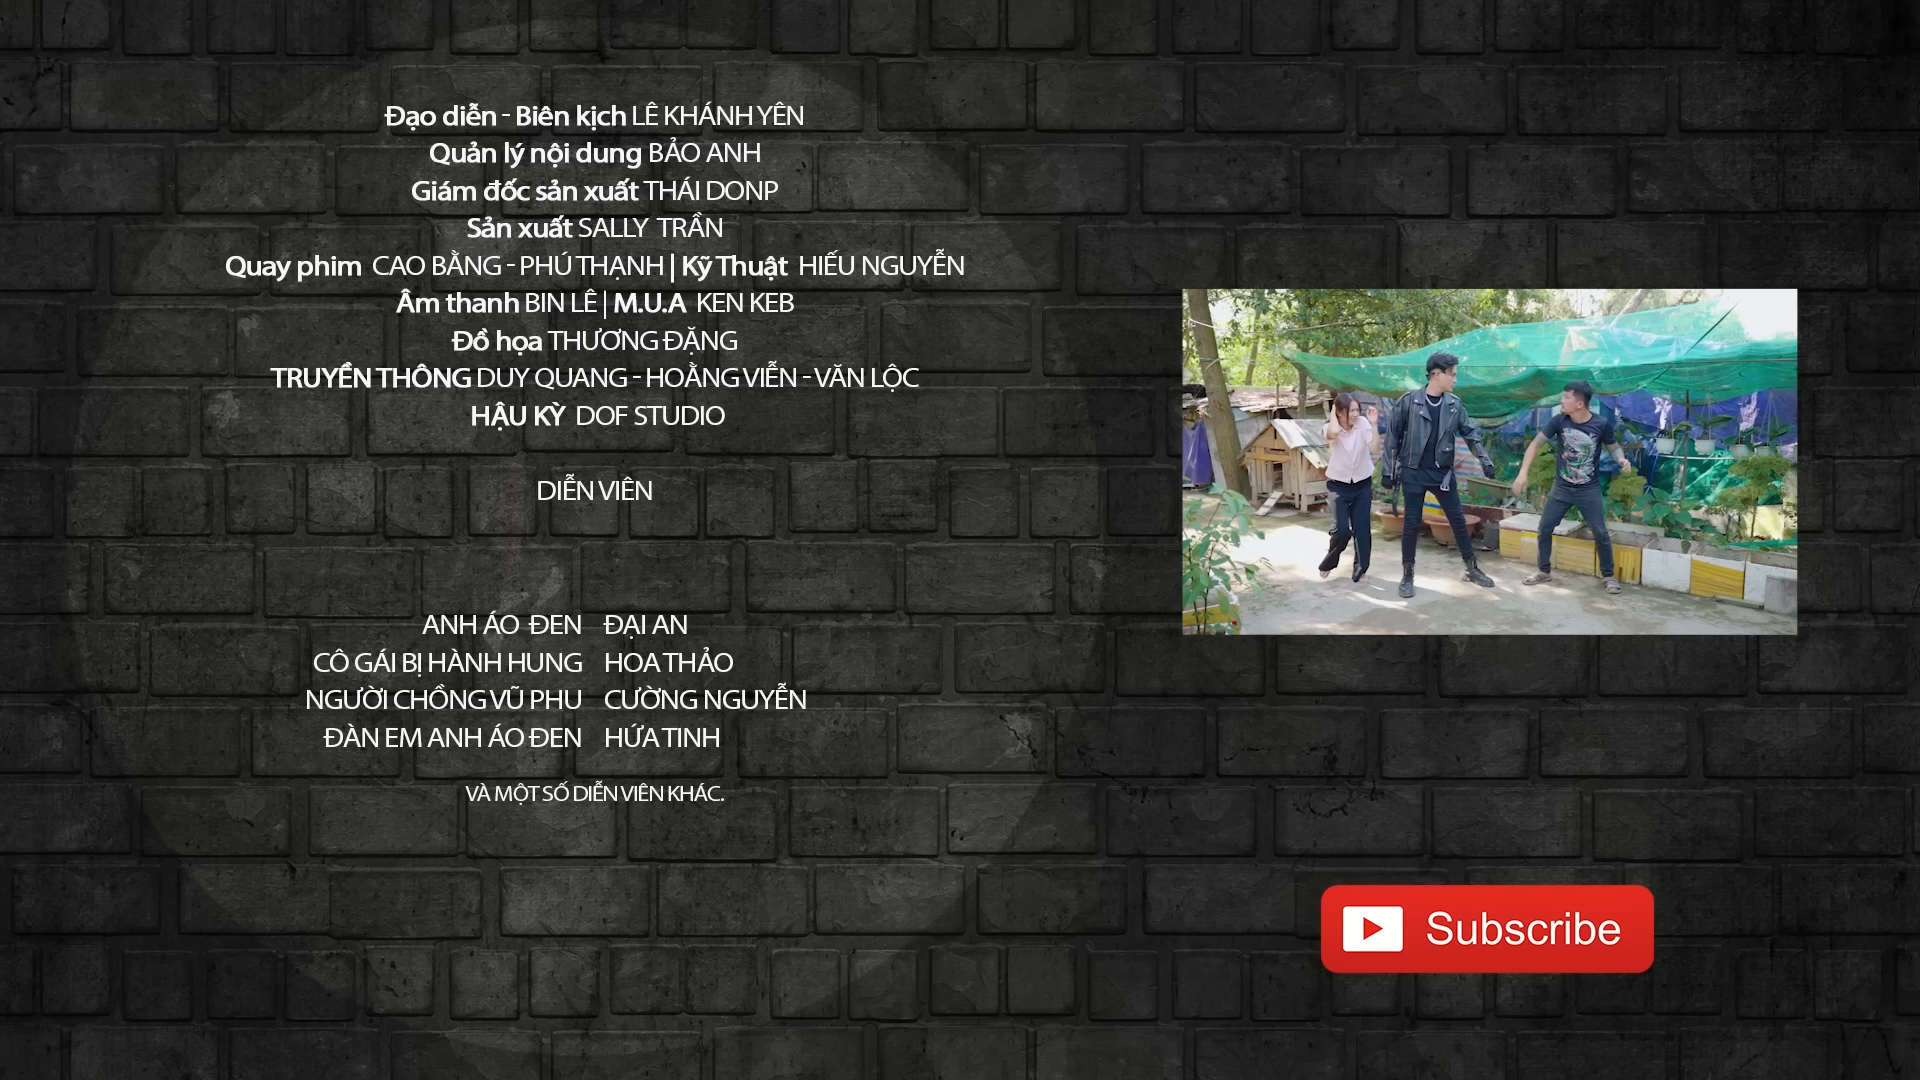 Đạo diễn - Biên kịch LÊ KHÁNH YÊN
Quản lý nội dung BẢO ANH
Giám đốc sản xuất THÁI DONP
Sản xuất SALLY TRẦN
Quay phim CAO BẰNG - PHÚ THẠNH | Kỹ Thuật HIẾU NGUYỄN
Âm thanh BIN LÊ | M.U.A KEN KEB
Đồ họa THƯƠNG ĐẶNG
TRUYỀN THÔNG DUY QUANG - HOẰNG VIỄN - VĂN LỘC
HẬU KỲ DOF STUDIO
DIỄN VIÊN
ANH ÁO ĐEN ĐẠI AN
CÔ GÁI BỊ HÀNH HUNG HOA THẢO
NGƯỜI CHỒNG VŨ PHU CƯỜNG NGUYỄN
ĐÀN EM ANH ÁO ĐEN HỨA TINH
VÀ MỘT SỐ DIỄN VIÊN KHÁC.
Subscribe